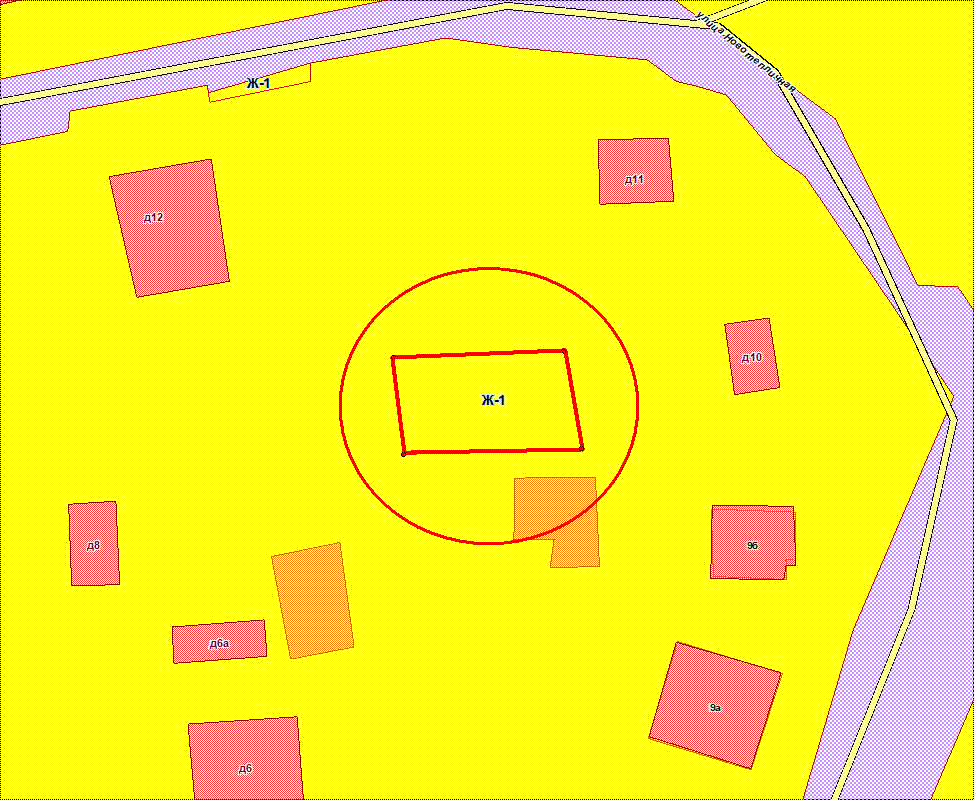 улица Новотепличная
Ж-1
д11
д12
д10
Ж-1
д8
9б
д6а
9а
д6